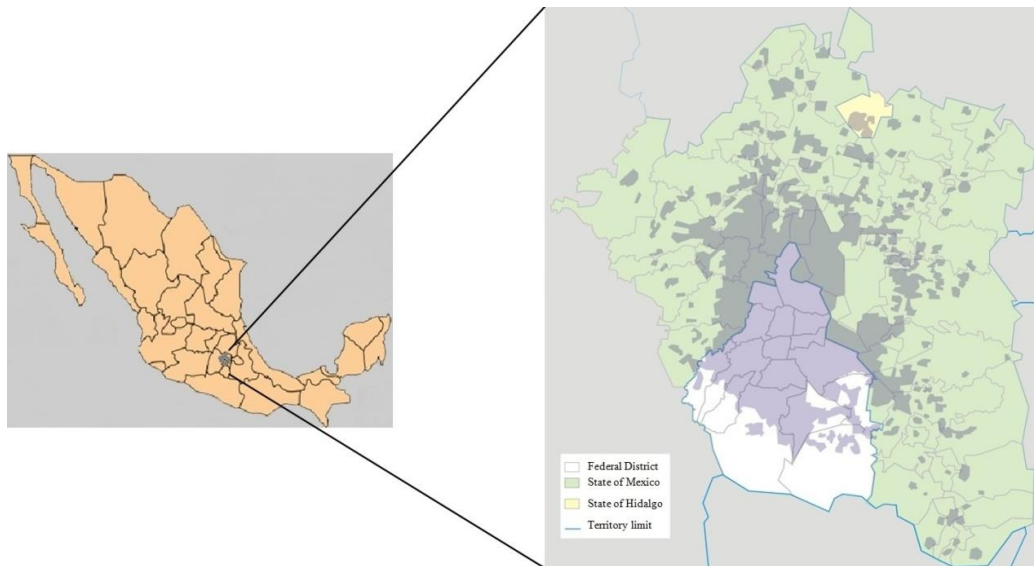 Federal District
State of Mexico
State of Hidalgo
Territory limit